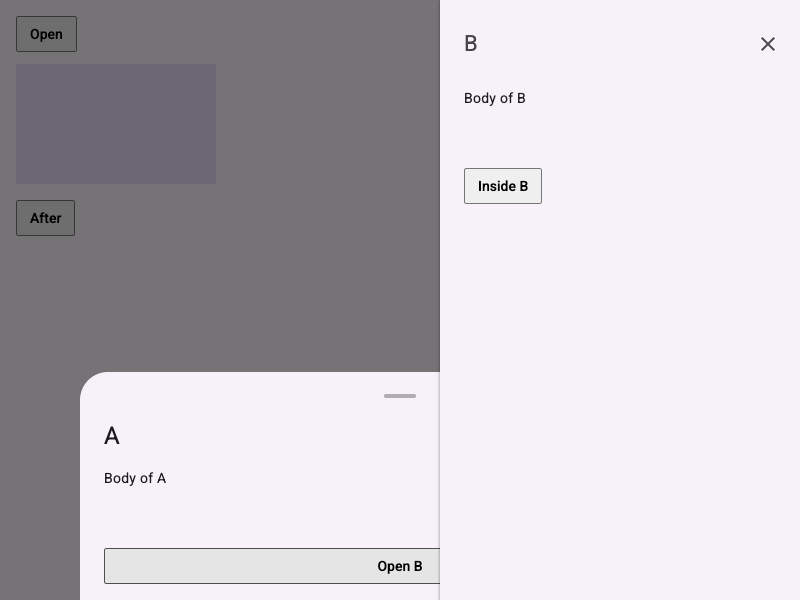 Open
After
A
Body of A
Open B
B
Body of B
Inside B